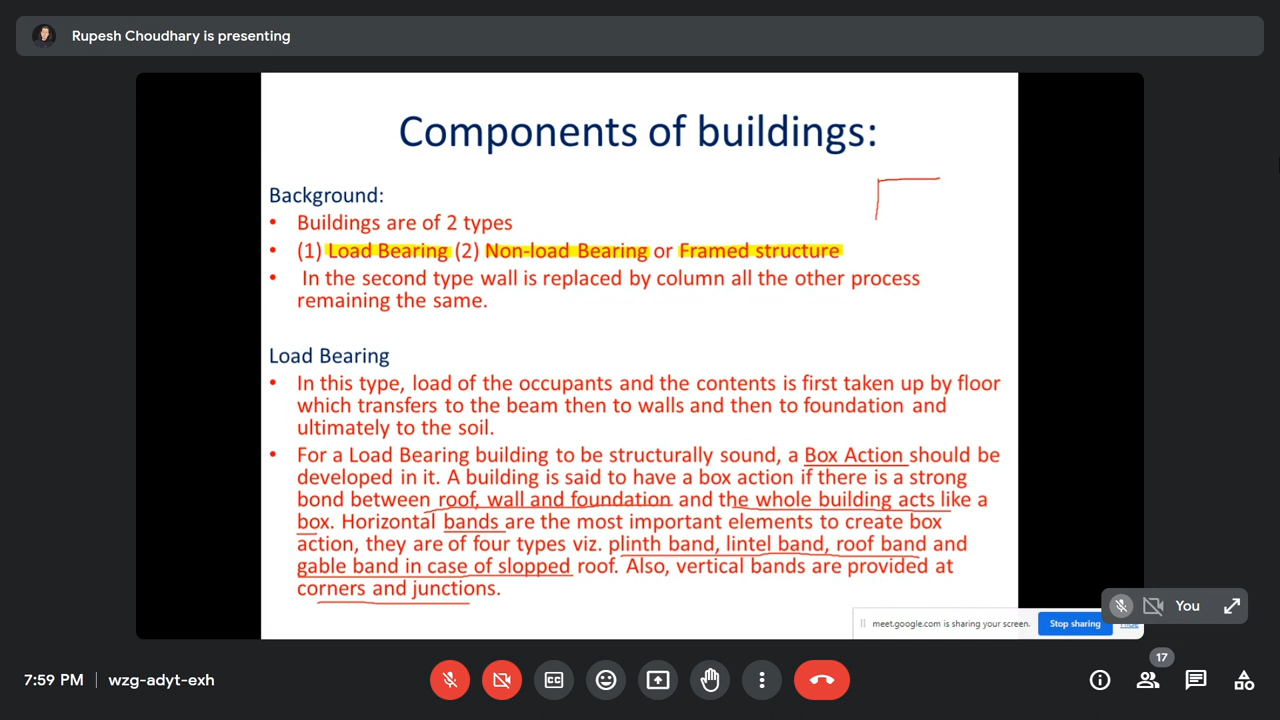 Rupesh Choudhary is presenting
Components of buildings:
Background:
• Buildings are of 2 types
• (1) Load Bearing (2) Non-load Bearing or Framed structure
• In the second type wall is replaced by column all the other process
remaining the same.
Load Bearing
• In this type, load of the occupants and the contents is first taken up by floor
which transfers to the beam then to walls and then to foundation and
ultimately to the soil.
• For a Load Bearing building to be structurally sound, a Box Action should be
developed in it. A building is said to have a box action if there is a strong
bond between roof, wall and foundation and the whole building acts like a
box. Horizontal bands are the most important elements to create box
action, they are of four types viz. plinth band, lintel band, roof band and
gable band in case of slopped roof. Also, vertical bands are provided at
corners and junctions.
You
meet.google.com is sharing your screen. Stop sharing
17
7:59 PM | wzg-adyt-exh